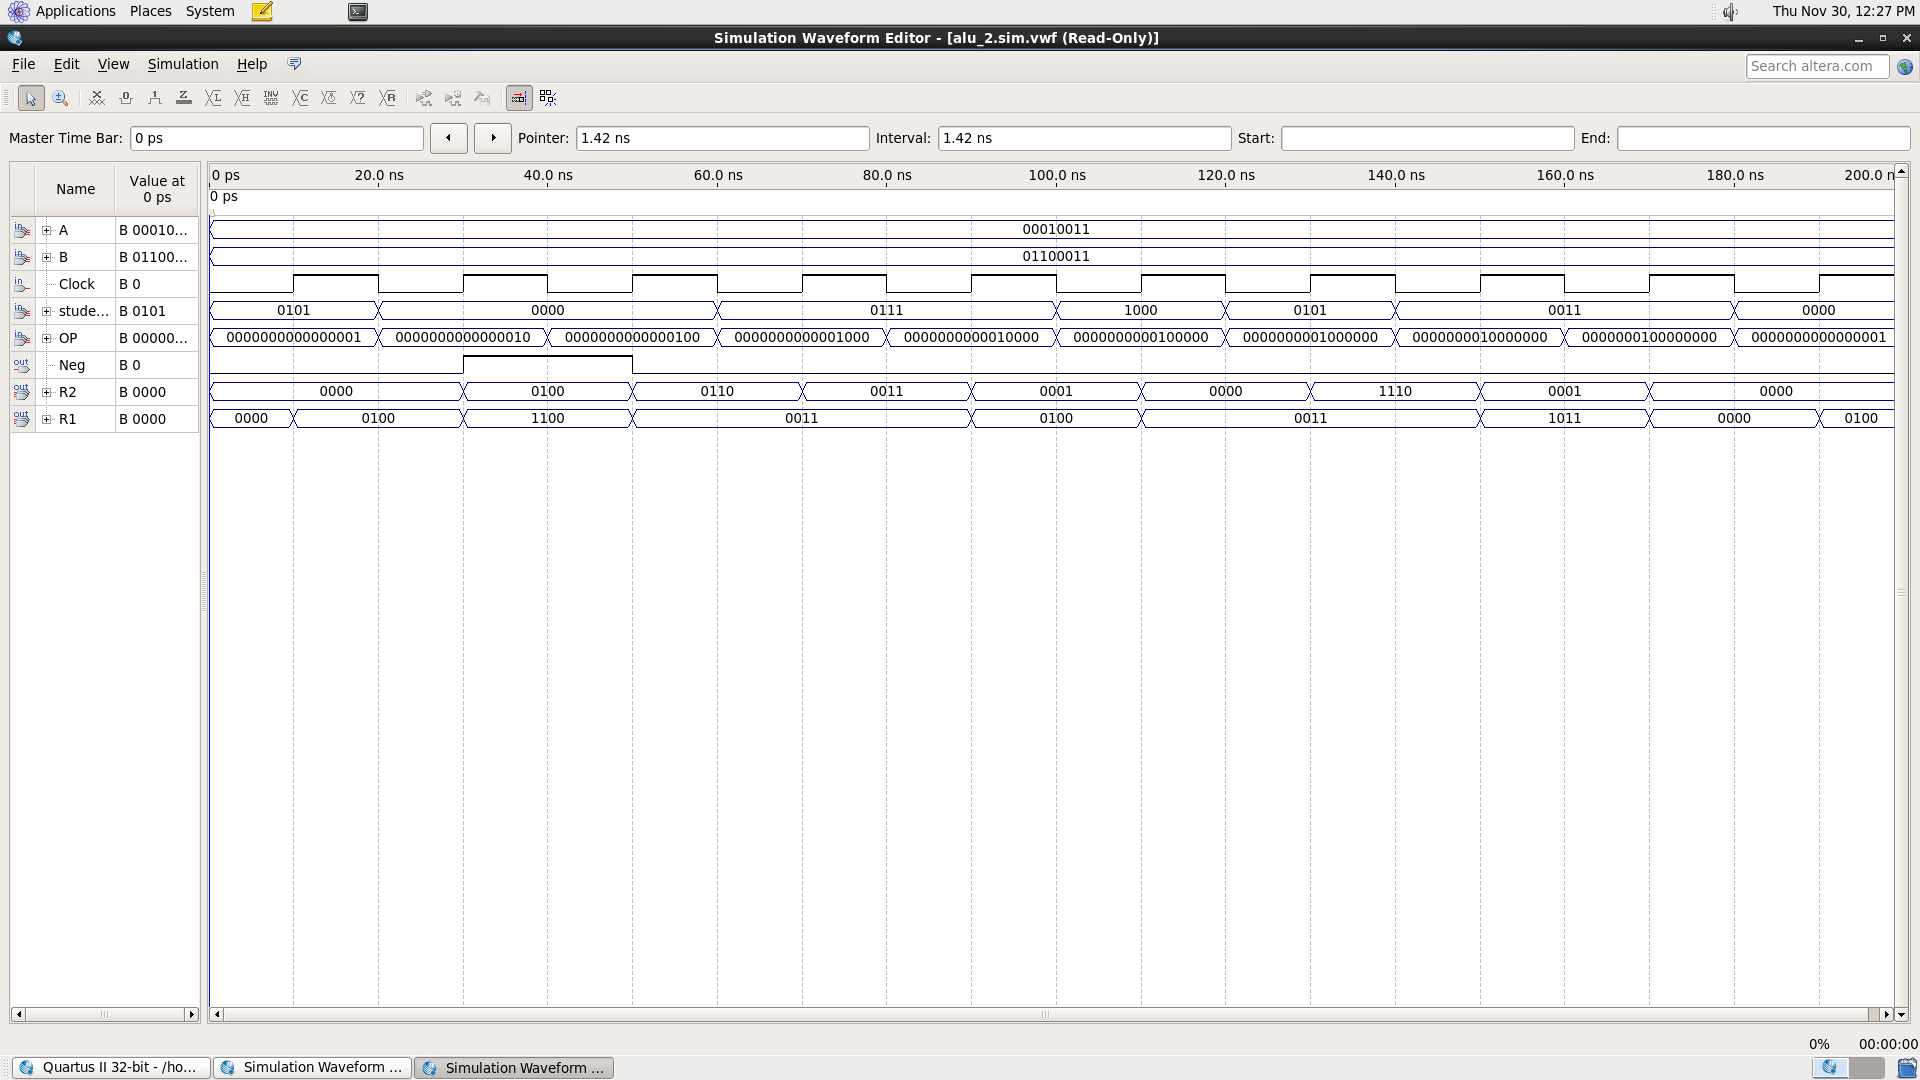 Applications Places System Thu Nov 30, 12:27 PM
Simulation Waveform Editor - [alu_2.sim.vwf (Read-Only)]
File Edit View Simulation Help Search altera.com
Master Time Bar: 0 ps Pointer: 1.42 ns Interval: 1.42 ns Start: End:
Name Value at 0 ps
0 ps 20.0 ns 40.0 ns 60.0 ns 80.0 ns 100.0 ns 120.0 ns 140.0 ns 160.0 ns 180.0 ns 200.0 n
0 ps
A B 00010... 00010011
B B 01100... 01100011
Clock B 0
stude... B 0101 0101 0000 0111 1000 0101 0011 0000
OP B 00000... 0000000000000001 0000000000000010 0000000000000100 0000000000001000 0000000000010000 0000000000100000 0000000001000000 0000000010000000 0000000100000000 0000000000000001
Neg B 0
R2 B 0000 0000 0100 0110 0011 0001 0000 1110 0001 0000
R1 B 0000 0000 0100 1100 0011 0100 0011 1011 0000 0100
0% 00:00:00
Quartus II 32-bit - /ho... Simulation Waveform ... Simulation Waveform ...